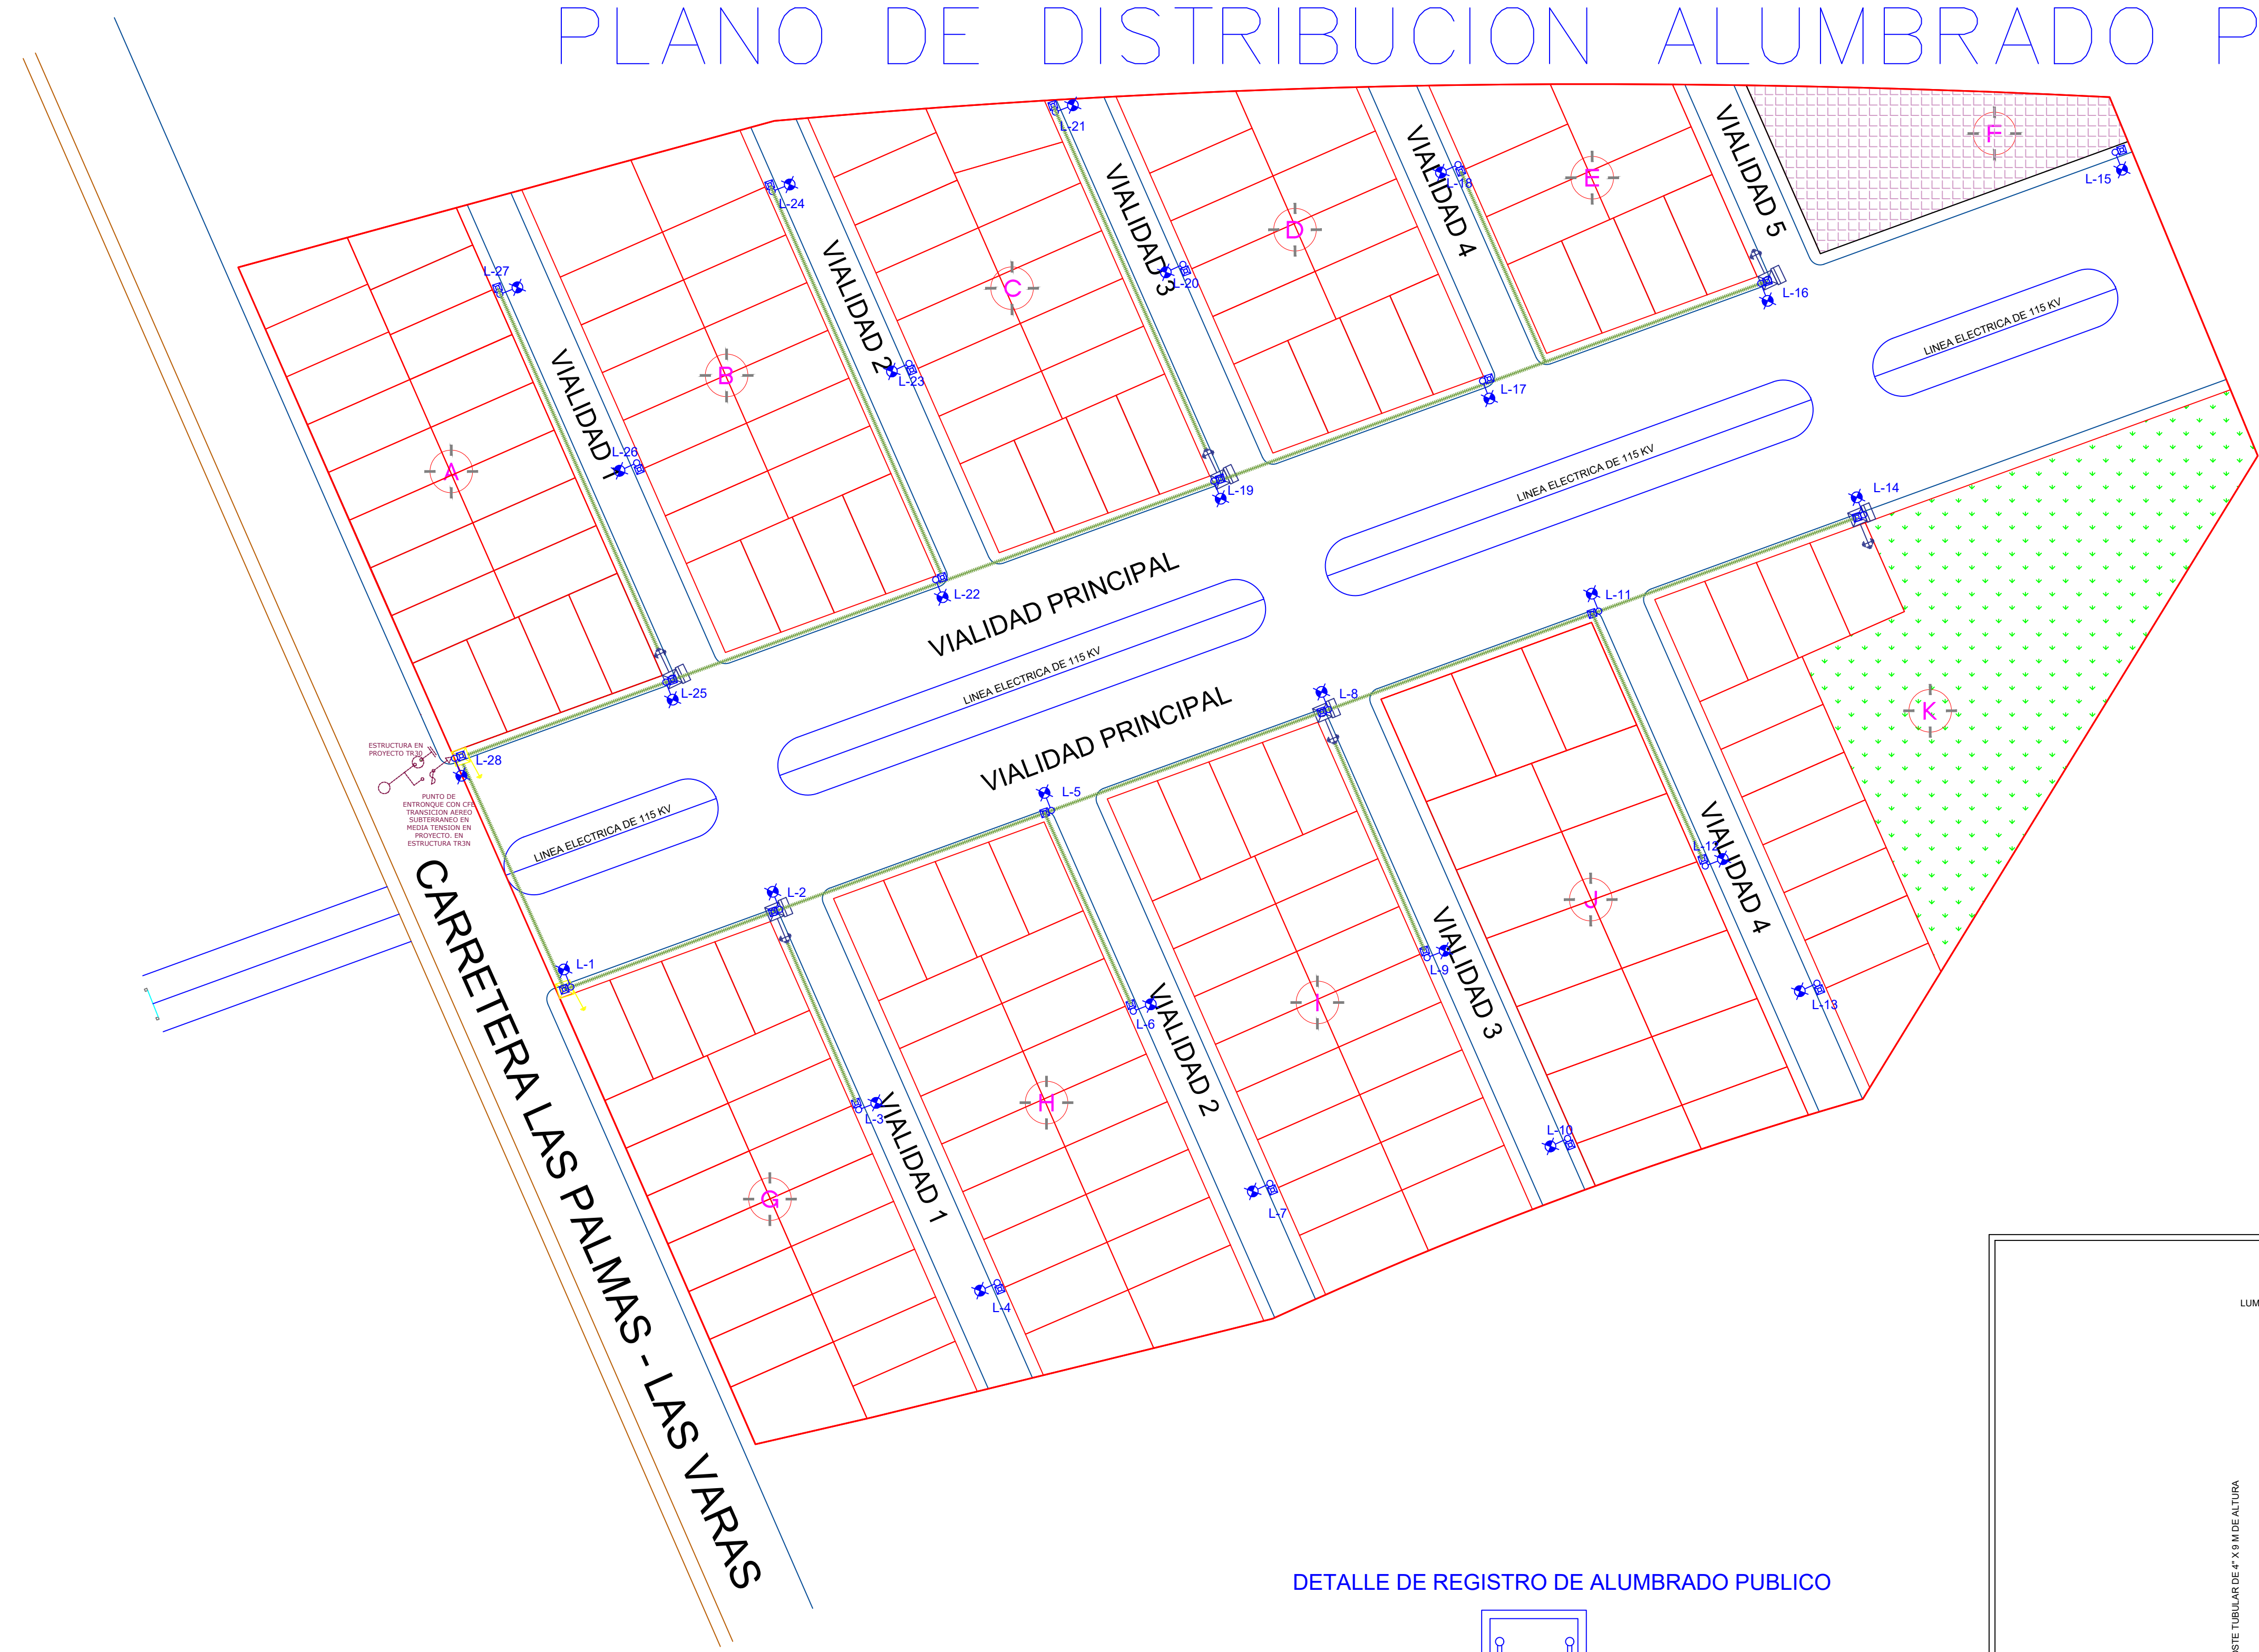 PLANO DE DISTRIBUCION ALUMBRADO P
L-21
L-24
L-27
VIALIDAD 1
VIALIDAD 2
VIALIDAD 3
VIALIDAD 4
VIALIDAD 5
L-18
L-15
F
E
D
C
B
A
L-20
L-16
L-23
L-17
L-26
L-19
L-22
L-25
L-28
LINEA ELECTRICA DE 115 KV
LINEA ELECTRICA DE 115 KV
LINEA ELECTRICA DE 115 KV
LINEA ELECTRICA DE 115 KV
VIALIDAD PRINCIPAL
VIALIDAD PRINCIPAL
ESTRUCTURA EN
PROYECTO TR30
PUNTO DE
ENTRONQUE CON CFE
TRANSICION AEREO
SUBTERRANEO EN
MEDIA TENSION EN
PROYECTO. EN
ESTRUCTURA TR3N
CARRETERA LAS PALMAS - LAS VARAS
L-14
L-11
L-8
L-5
L-2
L-1
K
J
I
H
G
L-12
L-9
L-6
L-3
VIALIDAD 4
VIALIDAD 3
VIALIDAD 2
VIALIDAD 1
L-13
L-10
L-7
L-4
LUM
STE TUBULAR DE 4" X 9 M DE ALTURA
DETALLE DE REGISTRO DE ALUMBRADO PUBLICO